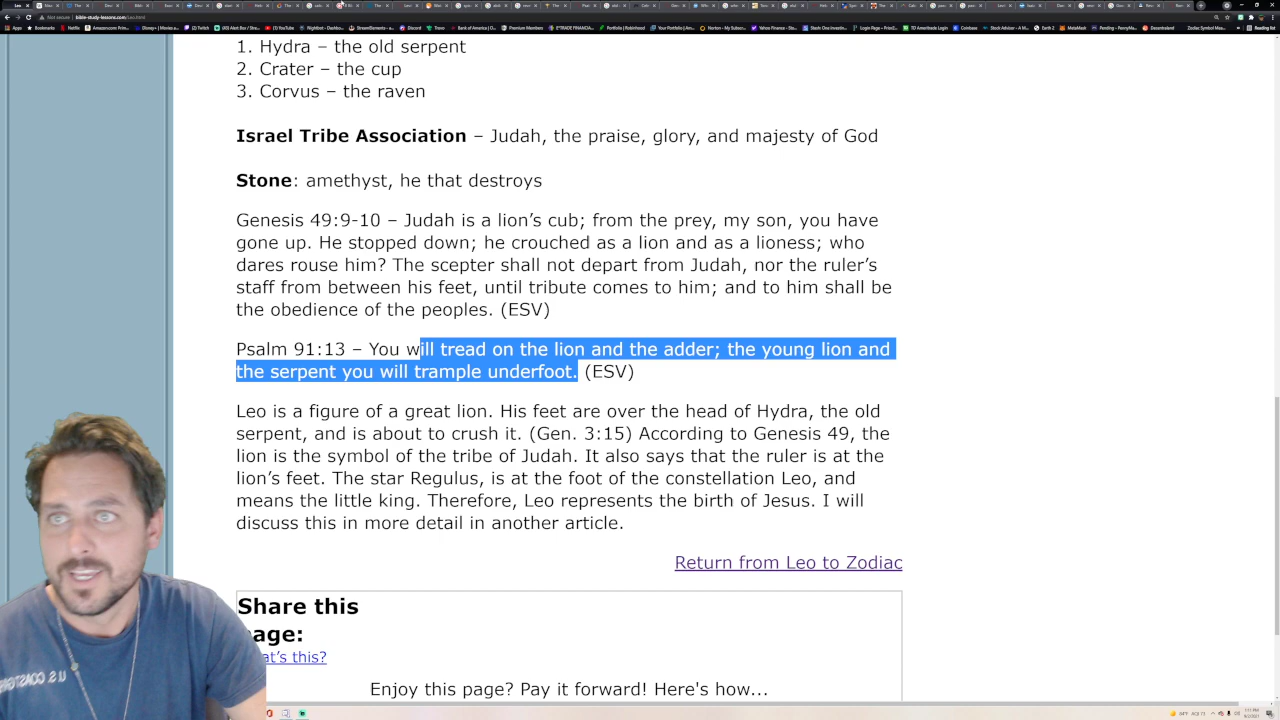 Not secure | bible-study-lessons.com/Leo.html
1. Hydra – the old serpent
2. Crater – the cup
3. Corvus – the raven
Israel Tribe Association – Judah, the praise, glory, and majesty of God
Stone: amethyst, he that destroys
Genesis 49:9-10 – Judah is a lion’s cub; from the prey, my son, you have
gone up. He stopped down; he crouched as a lion and as a lioness; who
dares rouse him? The scepter shall not depart from Judah, nor the ruler’s
staff from between his feet, until tribute comes to him; and to him shall be
the obedience of the peoples. (ESV)
Psalm 91:13 – You will tread on the lion and the adder; the young lion and
the serpent you will trample underfoot. (ESV)
Leo is a figure of a great lion. His feet are over the head of Hydra, the old
serpent, and is about to crush it. (Gen. 3:15) According to Genesis 49, the
lion is the symbol of the tribe of Judah. It also says that the ruler is at the
lion’s feet. The star Regulus, is at the foot of the constellation Leo, and
means the little king. Therefore, Leo represents the birth of Jesus. I will
discuss this in more detail in another article.
Return from Leo to Zodiac
Share this
age:
at’s this?
Enjoy this page? Pay it forward! Here's how...
U.S. COAST